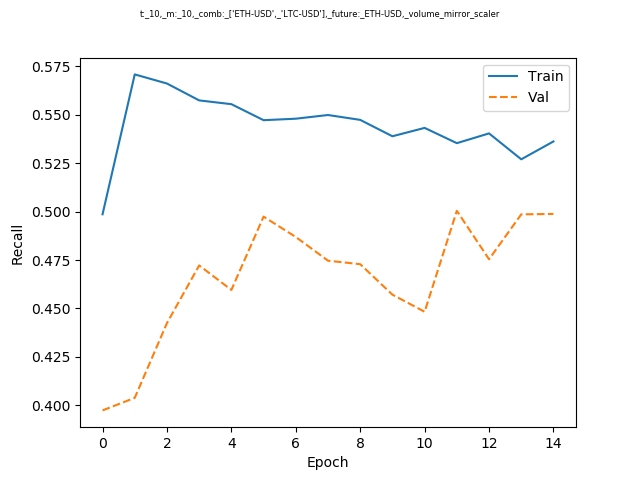 t:_10,_m:_10,_comb:_['ETH-USD',_'LTC-USD'],_future:_ETH-USD,_volume_mirror_scaler
Train
Val
0.575
0.550
0.525
0.500
0.475
0.450
0.425
0.400
Recall
0 2 4 6 8 10 12 14
Epoch